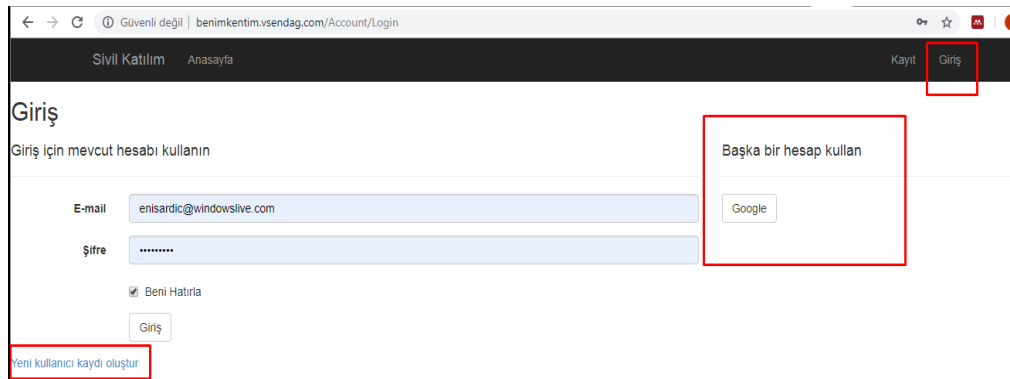 Güvenli değil | benimkentim.vsendag.com/Account/Login
Sivil Katılım Anasayfa Kayıt Giriş
Giriş
Giriş için mevcut hesabı kullanın
Başka bir hesap kullan
E-mail enisardic@windowslive.com
Google
Şifre •••••••••
Beni Hatırla
Giriş
Yeni kullanıcı kaydı oluştur